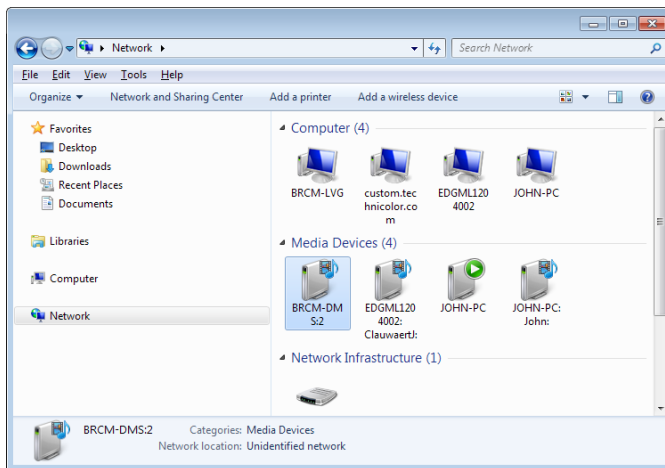 Network
Search Network
File Edit View Tools Help
Organize Network and Sharing Center Add a printer Add a wireless device
Favorites
Desktop
Downloads
Recent Places
Documents
Libraries
Computer
Network
Computer (4)
BRCM-LVG
custom.tec
hnicolor.co
m
EDGML120
4002
JOHN-PC
Media Devices (4)
BRCM-DM
S:2
EDGML120
4002:
ClauwaertJ:
JOHN-PC
JOHN-PC:
John:
Network Infrastructure (1)
BRCM-DMS:2 Categories: Media Devices
Network location: Unidentified network